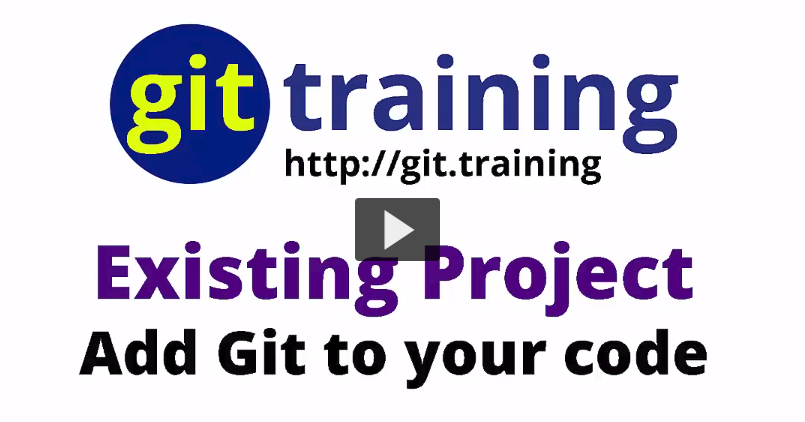 git training
http://git.training
Existing Project
Add Git to your code